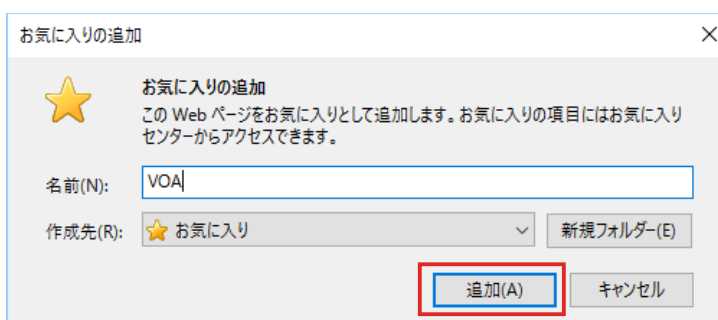 お気に入りの追加
お気に入りの追加
この Web ページをお気に入りとして追加します。お気に入りの項目にはお気に入り
センターからアクセスできます。
名前(N): VOA
作成先(R): お気に入り 新規フォルダー(E)
追加(A) キャンセル